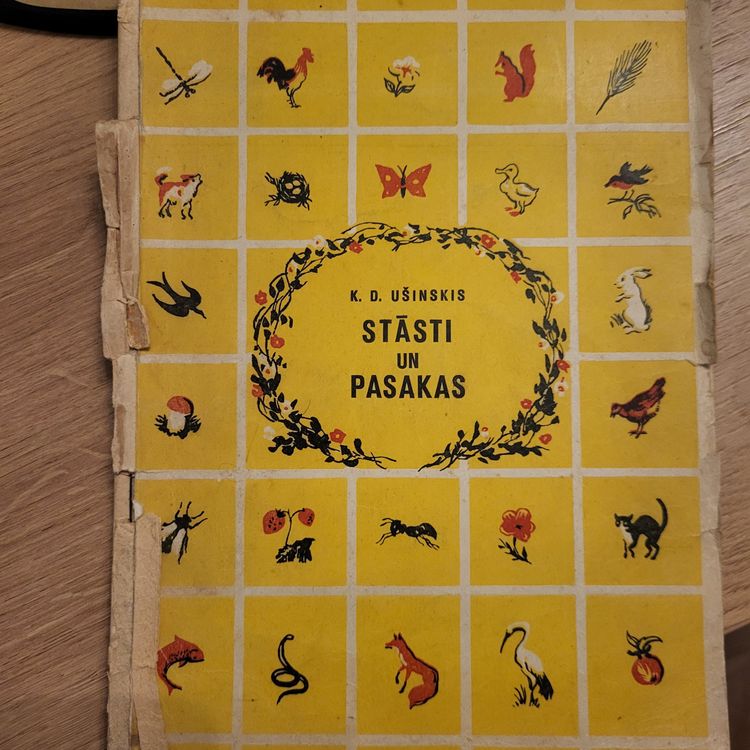 K. D. UŠINSKIS
STĀSTI
UN
PASAKAS